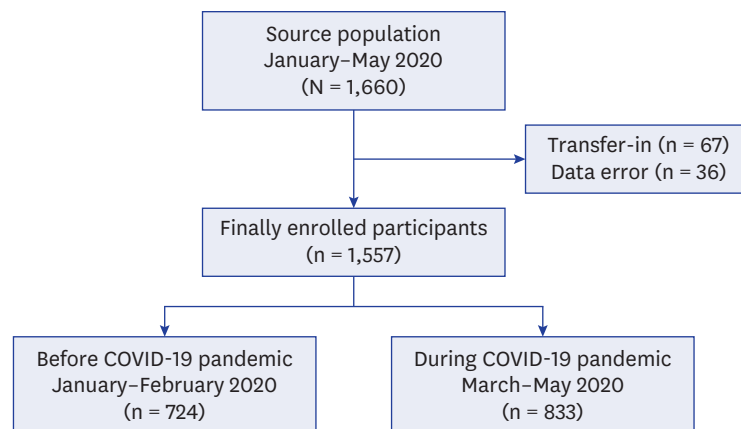 Source population
January–May 2020
(N = 1,660)
Transfer-in (n = 67)
Data error (n = 36)
Finally enrolled participants
(n = 1,557)
Before COVID-19 pandemic
January–February 2020
(n = 724)
During COVID-19 pandemic
March–May 2020
(n = 833)